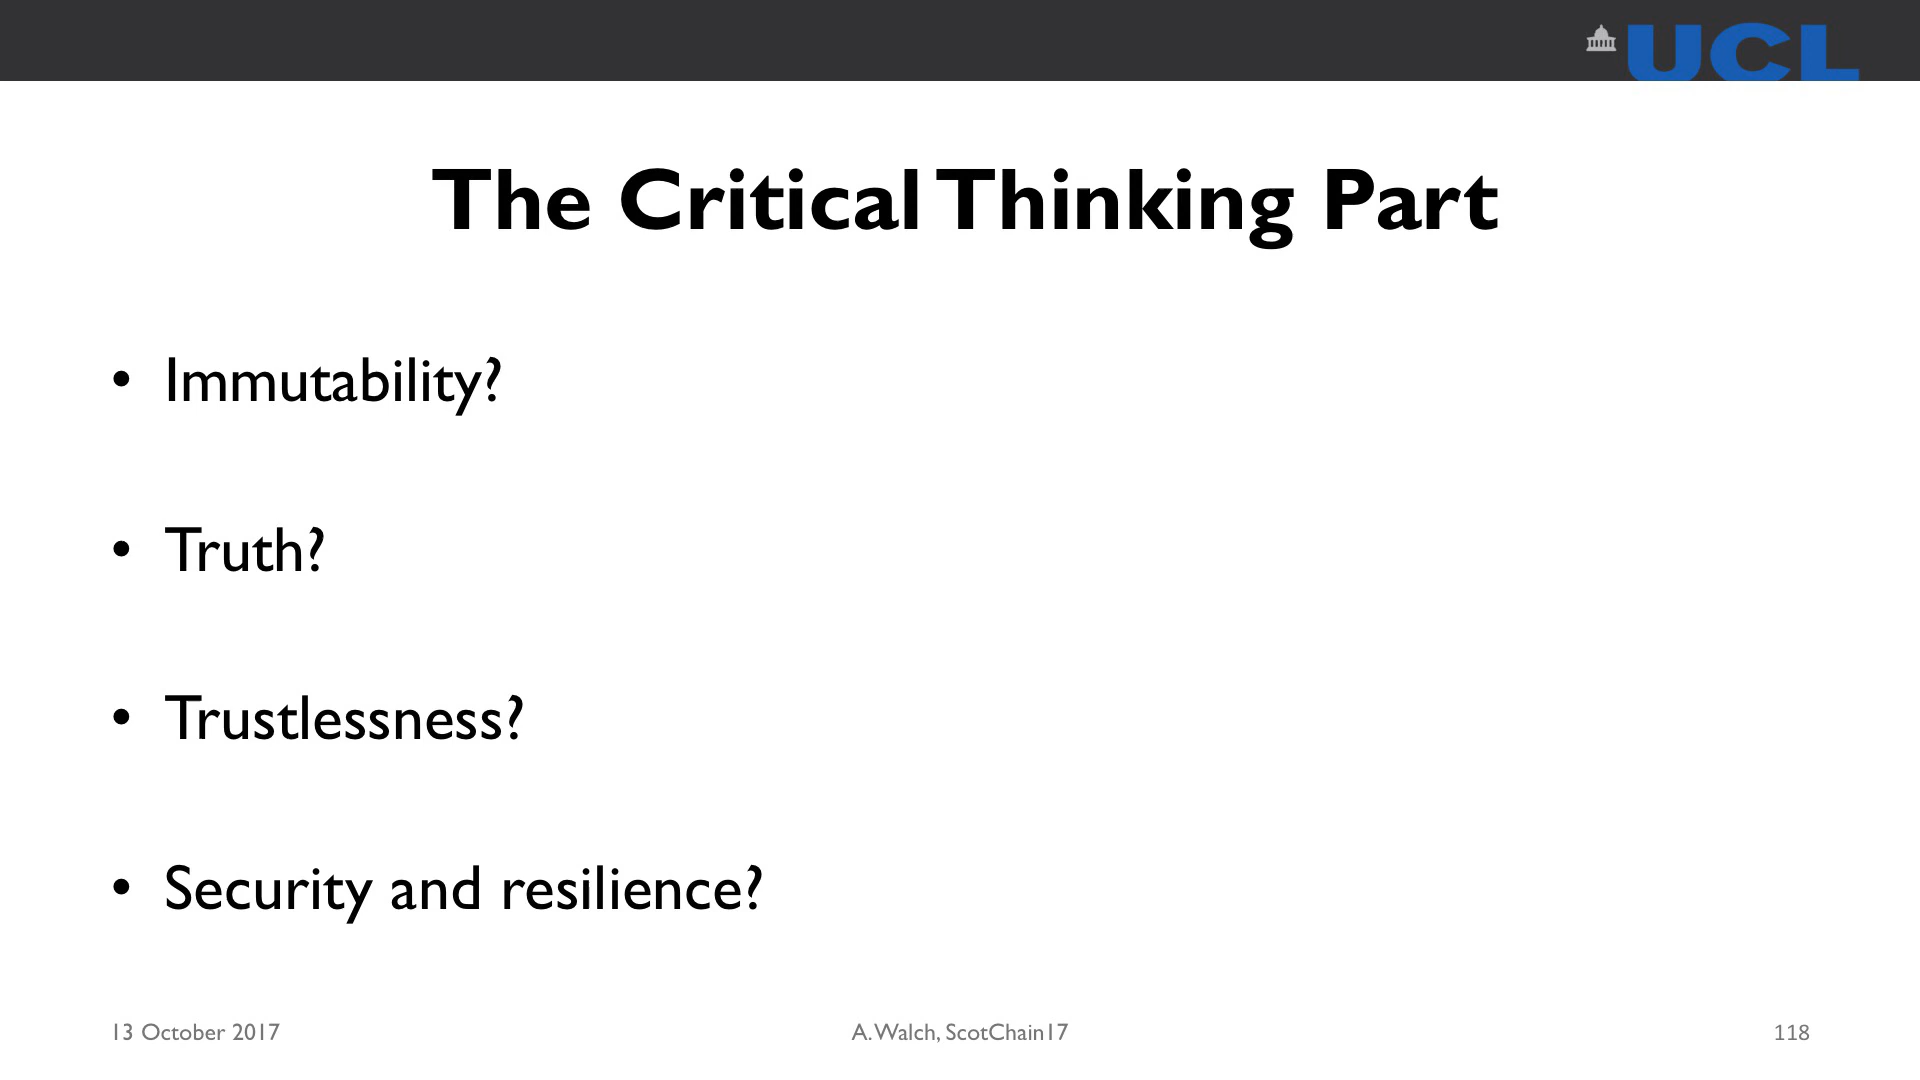 UCL
The Critical Thinking Part
• Immutability?
• Truth?
• Trustlessness?
• Security and resilience?
13 October 2017
A. Walch, ScotChain17
118